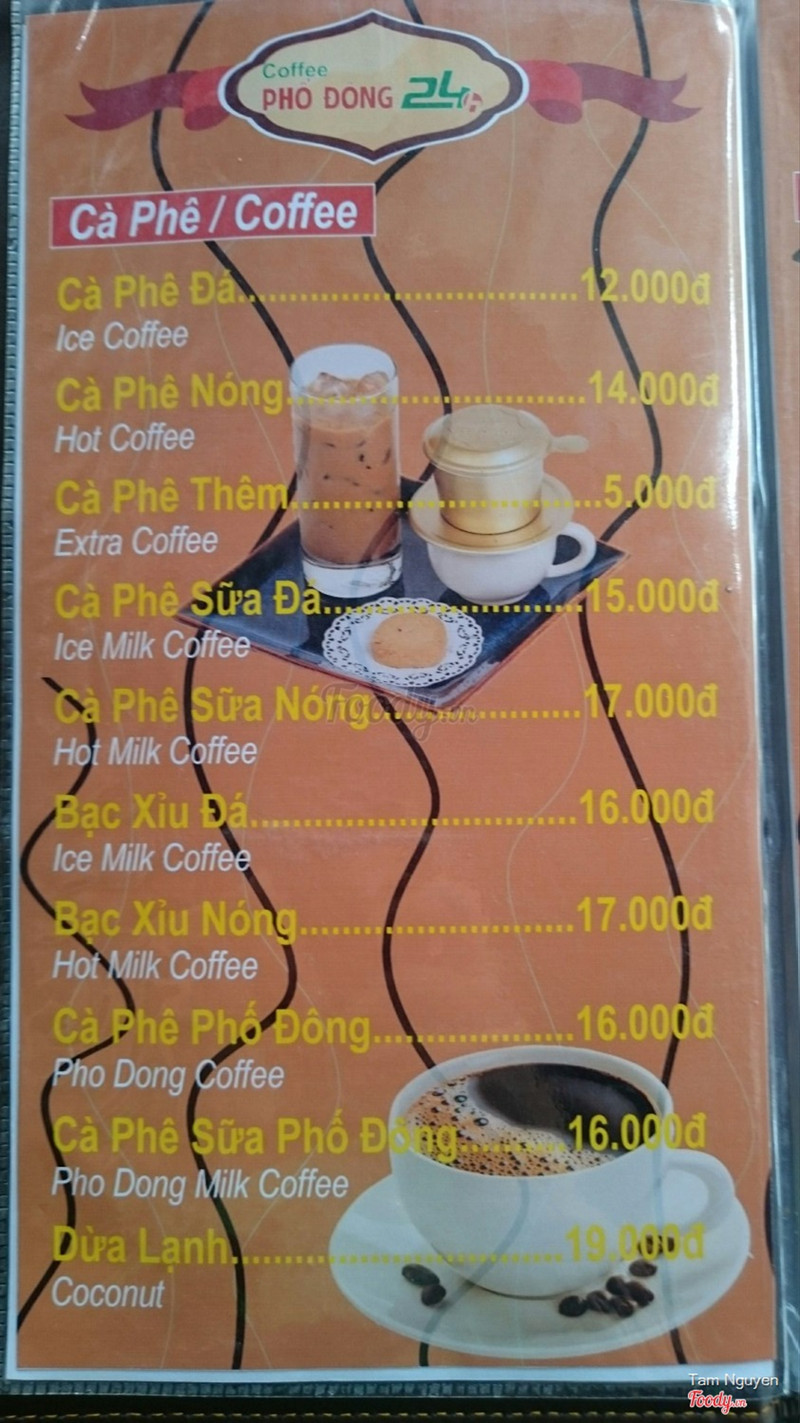 Coffee
PHỐ ĐÔNG 24H
Cà Phê / Coffee
Cà Phê Đá..................................12.000đ
Ice Coffee
Cà Phê Nóng.............................14.000đ
Hot Coffee
Cà Phê Thêm..............................5.000đ
Extra Coffee
Cà Phê Sữa Đá.........................15.000đ
Ice Milk Coffee
Cà Phê Sữa Nóng....................17.000đ
Hot Milk Coffee
Bạc Xỉu Đá................................16.000đ
Ice Milk Coffee
Bạc Xỉu Nóng...........................17.000đ
Hot Milk Coffee
Cà Phê Phố Đông....................16.000đ
Pho Dong Coffee
Cà Phê Sữa Phố Đông...........16.000đ
Pho Dong Milk Coffee
Dừa Lạnh.................................19.000đ
Coconut
Foody.vn
Tam Nguyen
Foody.vn